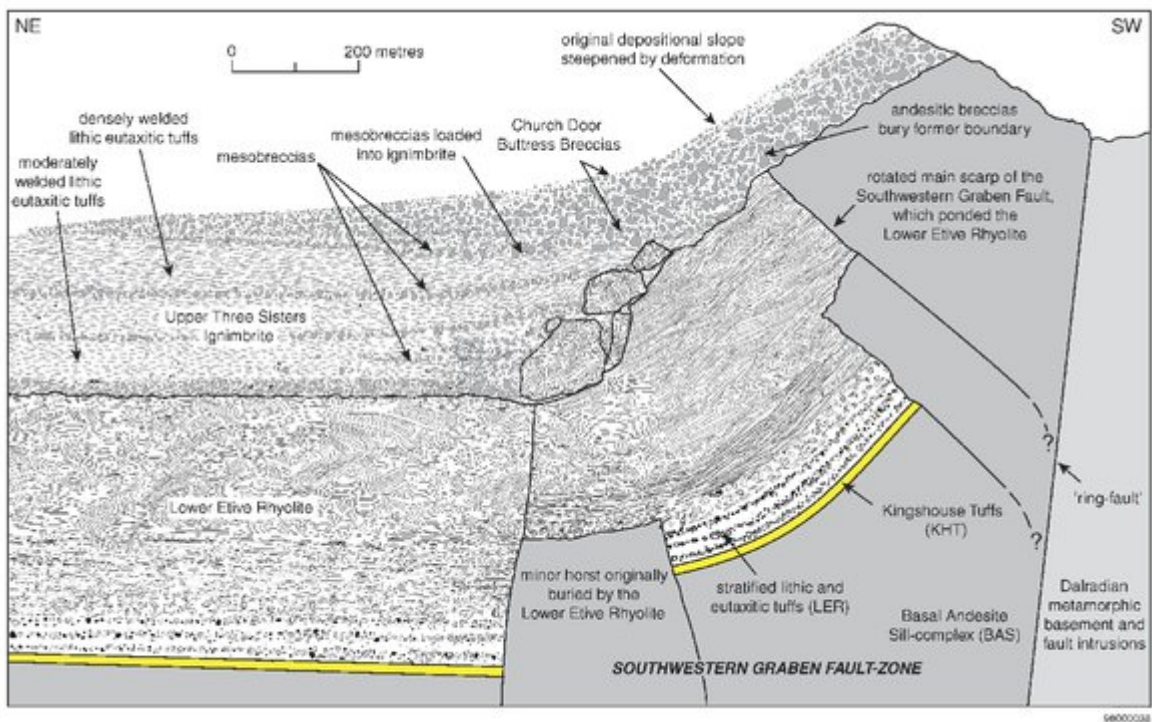 NE
SW
0 200 metres
original depositional slope
steepened by deformation
densely welded
lithic eutaxitic tuffs
mesobreccias loaded
into ignimbrite
Church Door
Buttress Breccias
andesitic breccias
bury former boundary
moderately
welded lithic
eutaxitic tuffs
mesobreccias
rotated main scarp of the
Southwestern Graben Fault,
which ponded the
Lower Etive Rhyolite
Upper Three Sisters
Ignimbrite
?
Lower Etive Rhyolite
'ring-fault'
Kingshouse Tuffs
(KHT)
?
minor horst originally
buried by the
Lower Etive Rhyolite
stratified lithic and
eutaxitic tuffs (LER)
Basal Andesite
Sill-complex (BAS)
Dalradian
metamorphic
basement and
fault intrusions
SOUTHWESTERN GRABEN FAULT-ZONE